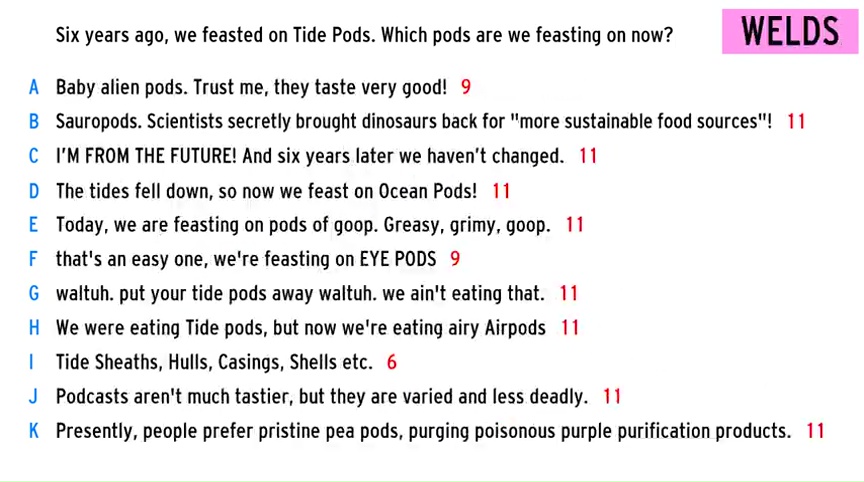 Six years ago, we feasted on Tide Pods. Which pods are we feasting on now?
WELDS
A Baby alien pods. Trust me, they taste very good! 9
B Sauropods. Scientists secretly brought dinosaurs back for "more sustainable food sources"! 11
C I'M FROM THE FUTURE! And six years later we haven't changed. 11
D The tides fell down, so now we feast on Ocean Pods! 11
E Today, we are feasting on pods of goop. Greasy, grimy, goop. 11
F that's an easy one, we're feasting on EYE PODS 9
G waltuh. put your tide pods away waltuh. we ain't eating that. 11
H We were eating Tide pods, but now we're eating airy Airpods 11
I Tide Sheaths, Hulls, Casings, Shells etc. 6
J Podcasts aren't much tastier, but they are varied and less deadly. 11
K Presently, people prefer pristine pea pods, purging poisonous purple purification products. 11